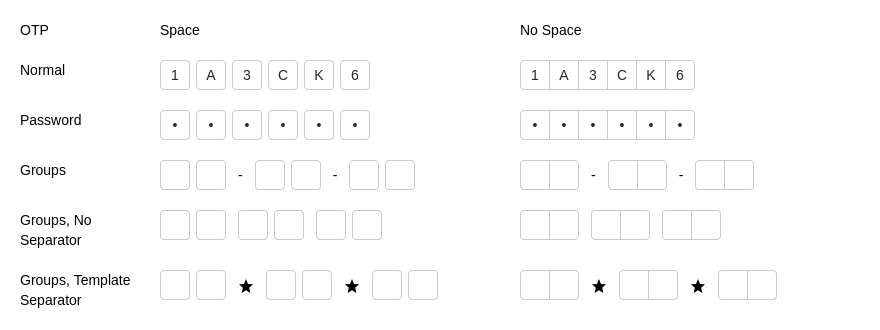 OTP Space No Space
Normal 1 A 3 C K 6 1 A 3 C K 6
Password • • • • • • • • • • • •
Groups - - - -
Groups, No
Separator
Groups, Template
Separator ★ ★ ★ ★